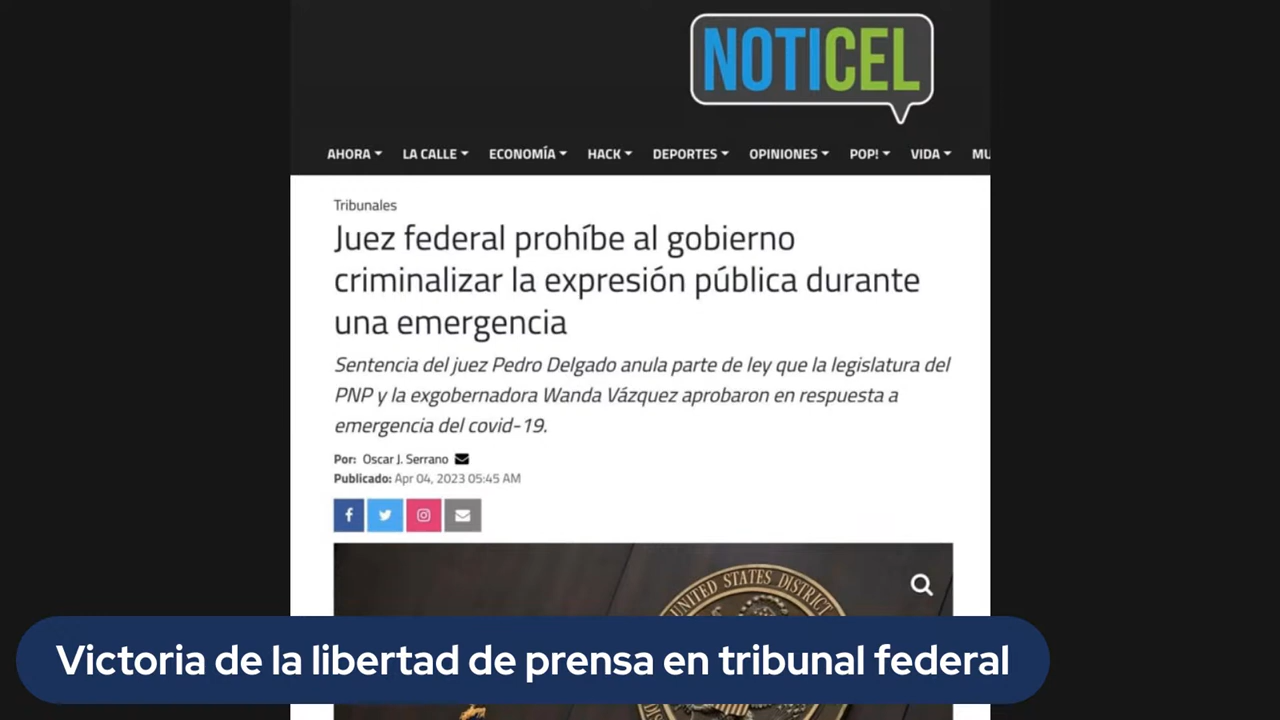 NOTICEL
AHORA LA CALLE ECONOMÍA HACK DEPORTES OPINIONES POP! VIDA MU
Tribunales
Juez federal prohíbe al gobierno
criminalizar la expresión pública durante
una emergencia
Sentencia del juez Pedro Delgado anula parte de ley que la legislatura del
PNP y la exgobernadora Wanda Vázquez aprobaron en respuesta a
emergencia del covid-19.
Por: Oscar J. Serrano
Publicado: Apr 04, 2023 05:45 AM
UNITED STATES DISTRICT
Victoria de la libertad de prensa en tribunal federal